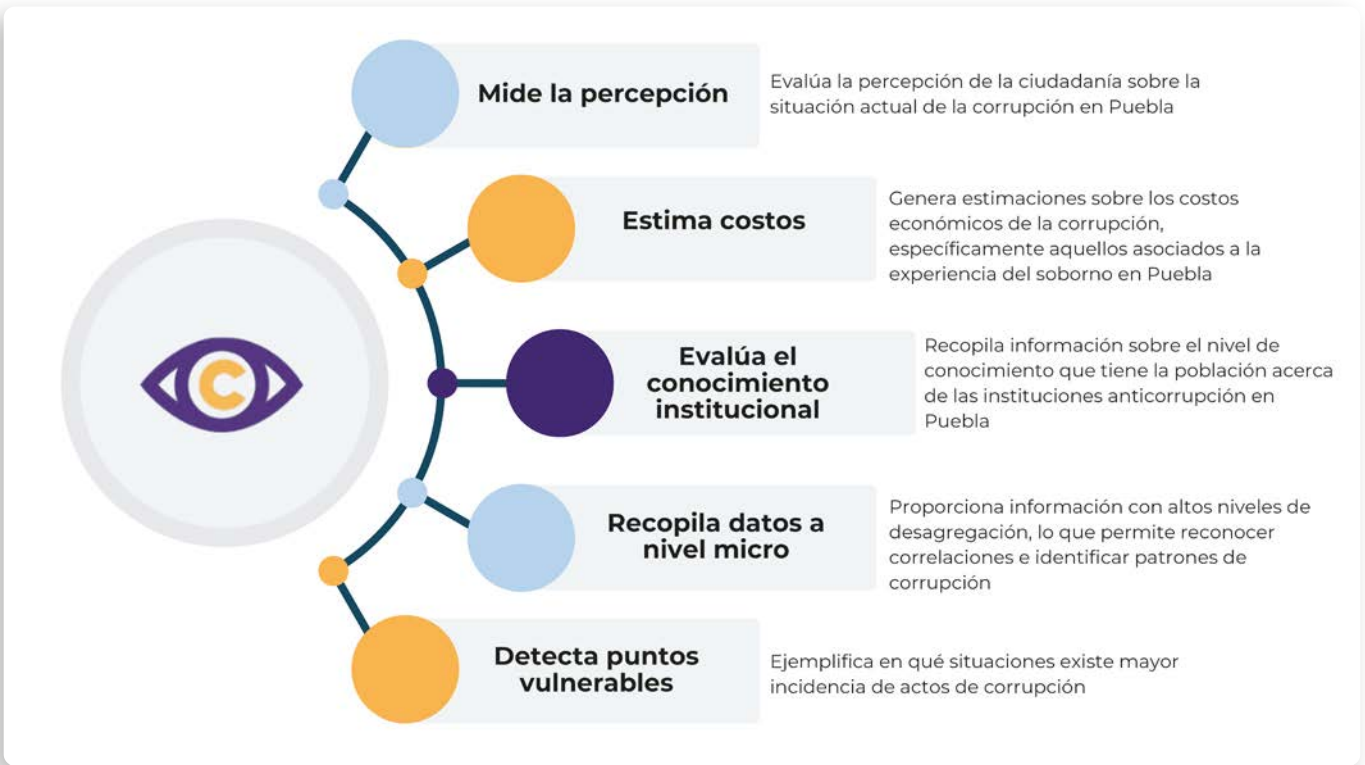 Mide la percepción
Evalúa la percepción de la ciudadanía sobre la
situación actual de la corrupción en Puebla
Estima costos
Genera estimaciones sobre los costos
económicos de la corrupción,
específicamente aquellos asociados a la
experiencia del soborno en Puebla
C
Evalúa el
conocimiento
institucional
Recopila información sobre el nivel de
conocimiento que tiene la población acerca
de las instituciones anticorrupción en
Puebla
Recopila datos a
nivel micro
Proporciona información con altos niveles de
desagregación, lo que permite reconocer
correlaciones e identificar patrones de
corrupción
Detecta puntos
vulnerables
Ejemplifica en qué situaciones existe mayor
incidencia de actos de corrupción